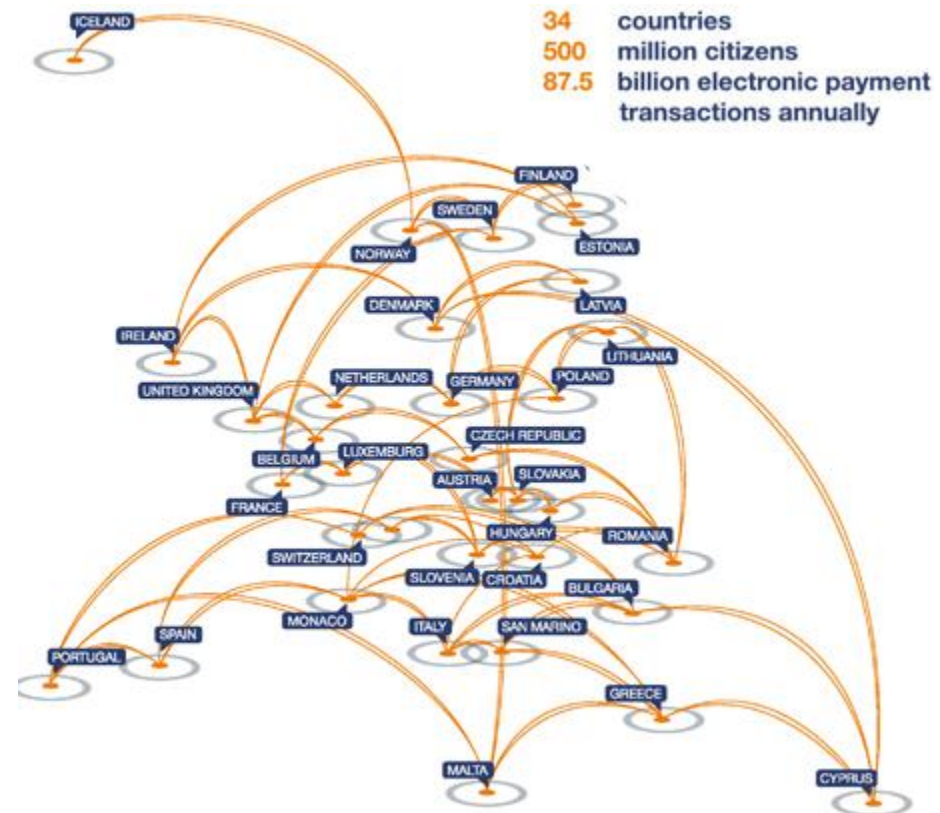 ICELAND
34 countries
500 million citizens
87.5 billion electronic payment
transactions annually
FINLAND
SWEDEN
NORWAY
ESTONIA
DENMARK
LATVIA
IRELAND
LITHUANIA
UNITED KINGDOM
NETHERLANDS
GERMANY
POLAND
CZECH REPUBLIC
BELGIUM
LUXEMBURG
AUSTRIA
SLOVAKIA
FRANCE
HUNGARY
ROMANIA
SWITZERLAND
SLOVENIA
CROATIA
BULGARIA
MONACO
ITALY
SAN MARINO
SPAIN
PORTUGAL
GREECE
MALTA
CYPRUS